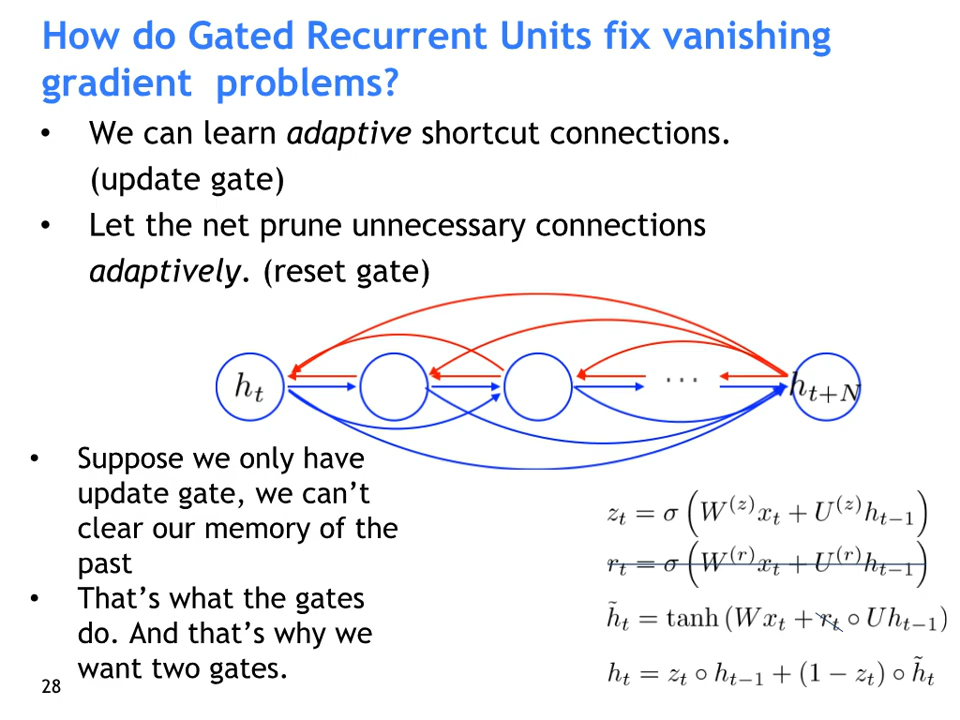 How do Gated Recurrent Units fix vanishing
gradient problems?
• We can learn adaptive shortcut connections.
(update gate)
• Let the net prune unnecessary connections
adaptively. (reset gate)
h_t
· · ·
h_{t+N}
• Suppose we only have
update gate, we can’t
clear our memory of the
past
• That’s what the gates
do. And that’s why we
want two gates.
z_t = σ (W^{(z)}x_t + U^{(z)}h_{t−1})
r_t = σ (W^{(r)}x_t + U^{(r)}h_{t−1})
h̃_t = tanh (Wx_t + r_t ∘ Uh_{t−1})
h_t = z_t ∘ h_{t−1} + (1 − z_t) ∘ h̃_t
28